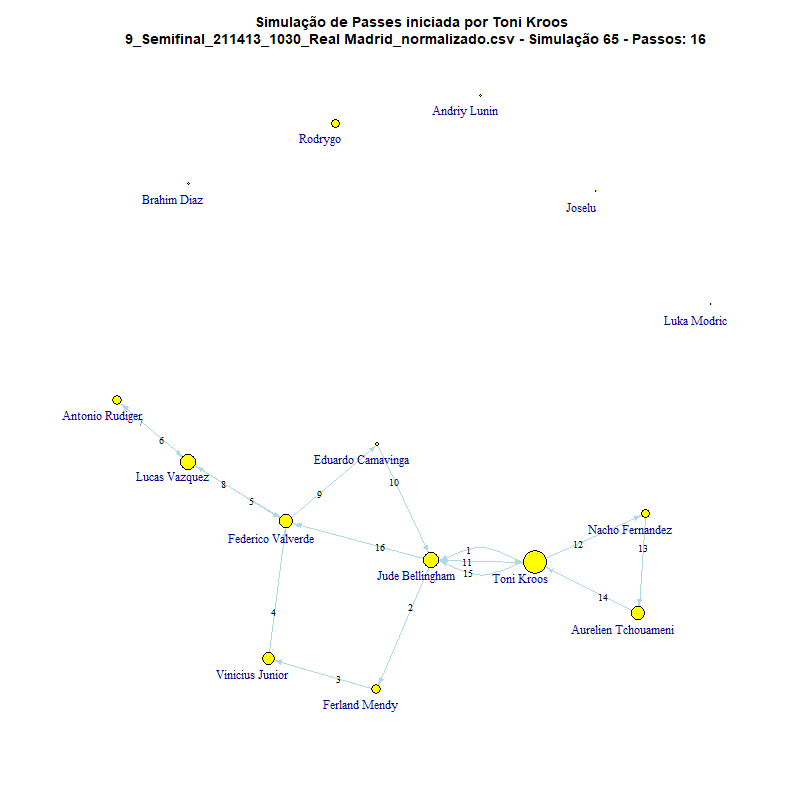 Simulação de Passes iniciada por Toni Kroos
9_Semifinal_211413_1030_Real Madrid_normalizado.csv - Simulação 65 - Passos: 16
Andriy Lunin
Rodrygo
Brahim Diaz
Joselu
Luka Modric
Antonio Rudiger
7
6
Eduardo Camavinga
Lucas Vazquez
8
10
9
5
Nacho Fernandez
Federico Valverde
16
1
12
13
11
15
Jude Bellingham
Toni Kroos
14
2
4
Aurelien Tchouameni
Vinicius Junior
3
Ferland Mendy